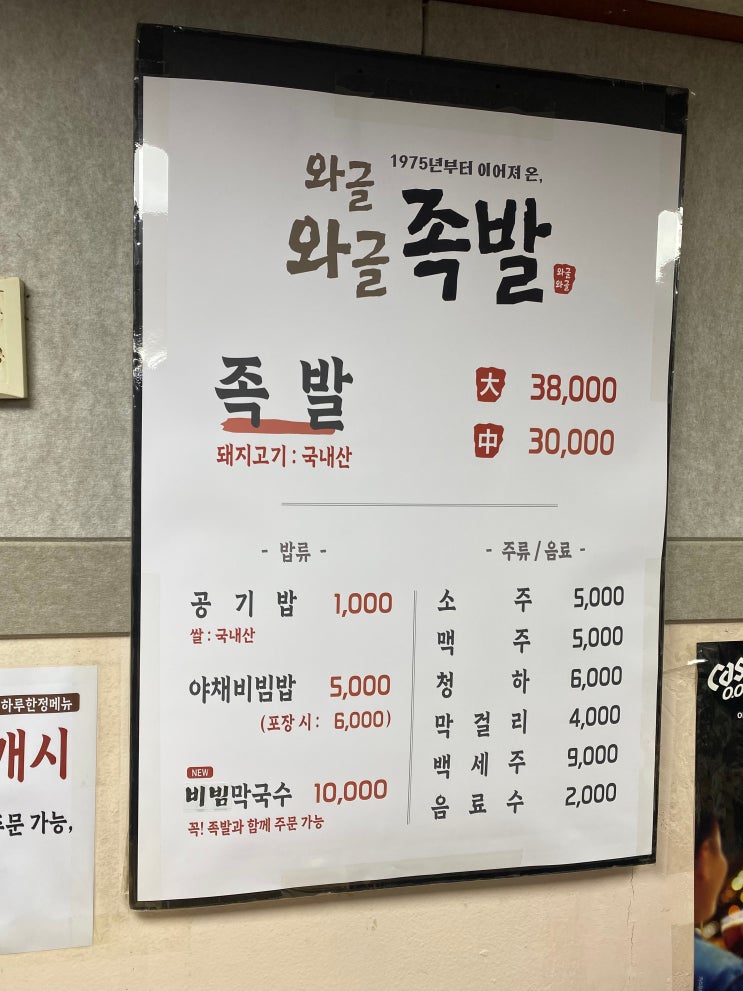 1975년부터 이어져 온,
와글
와글 족발
와글
와글
족발 大 38,000
돼지고기 : 국내산 中 30,000
- 밥류 -
공기밥 1,000
쌀 : 국내산
야채비빔밥 5,000
(포장 시 : 6,000)
NEW
비빔막국수 10,000
꼭! 족발과 함께 주문 가능
- 주류 / 음료 -
소주 5,000
맥주 5,000
청하 6,000
막걸리 4,000
백세주 9,000
음료수 2,000
하루한정메뉴
개시
주문 가능,